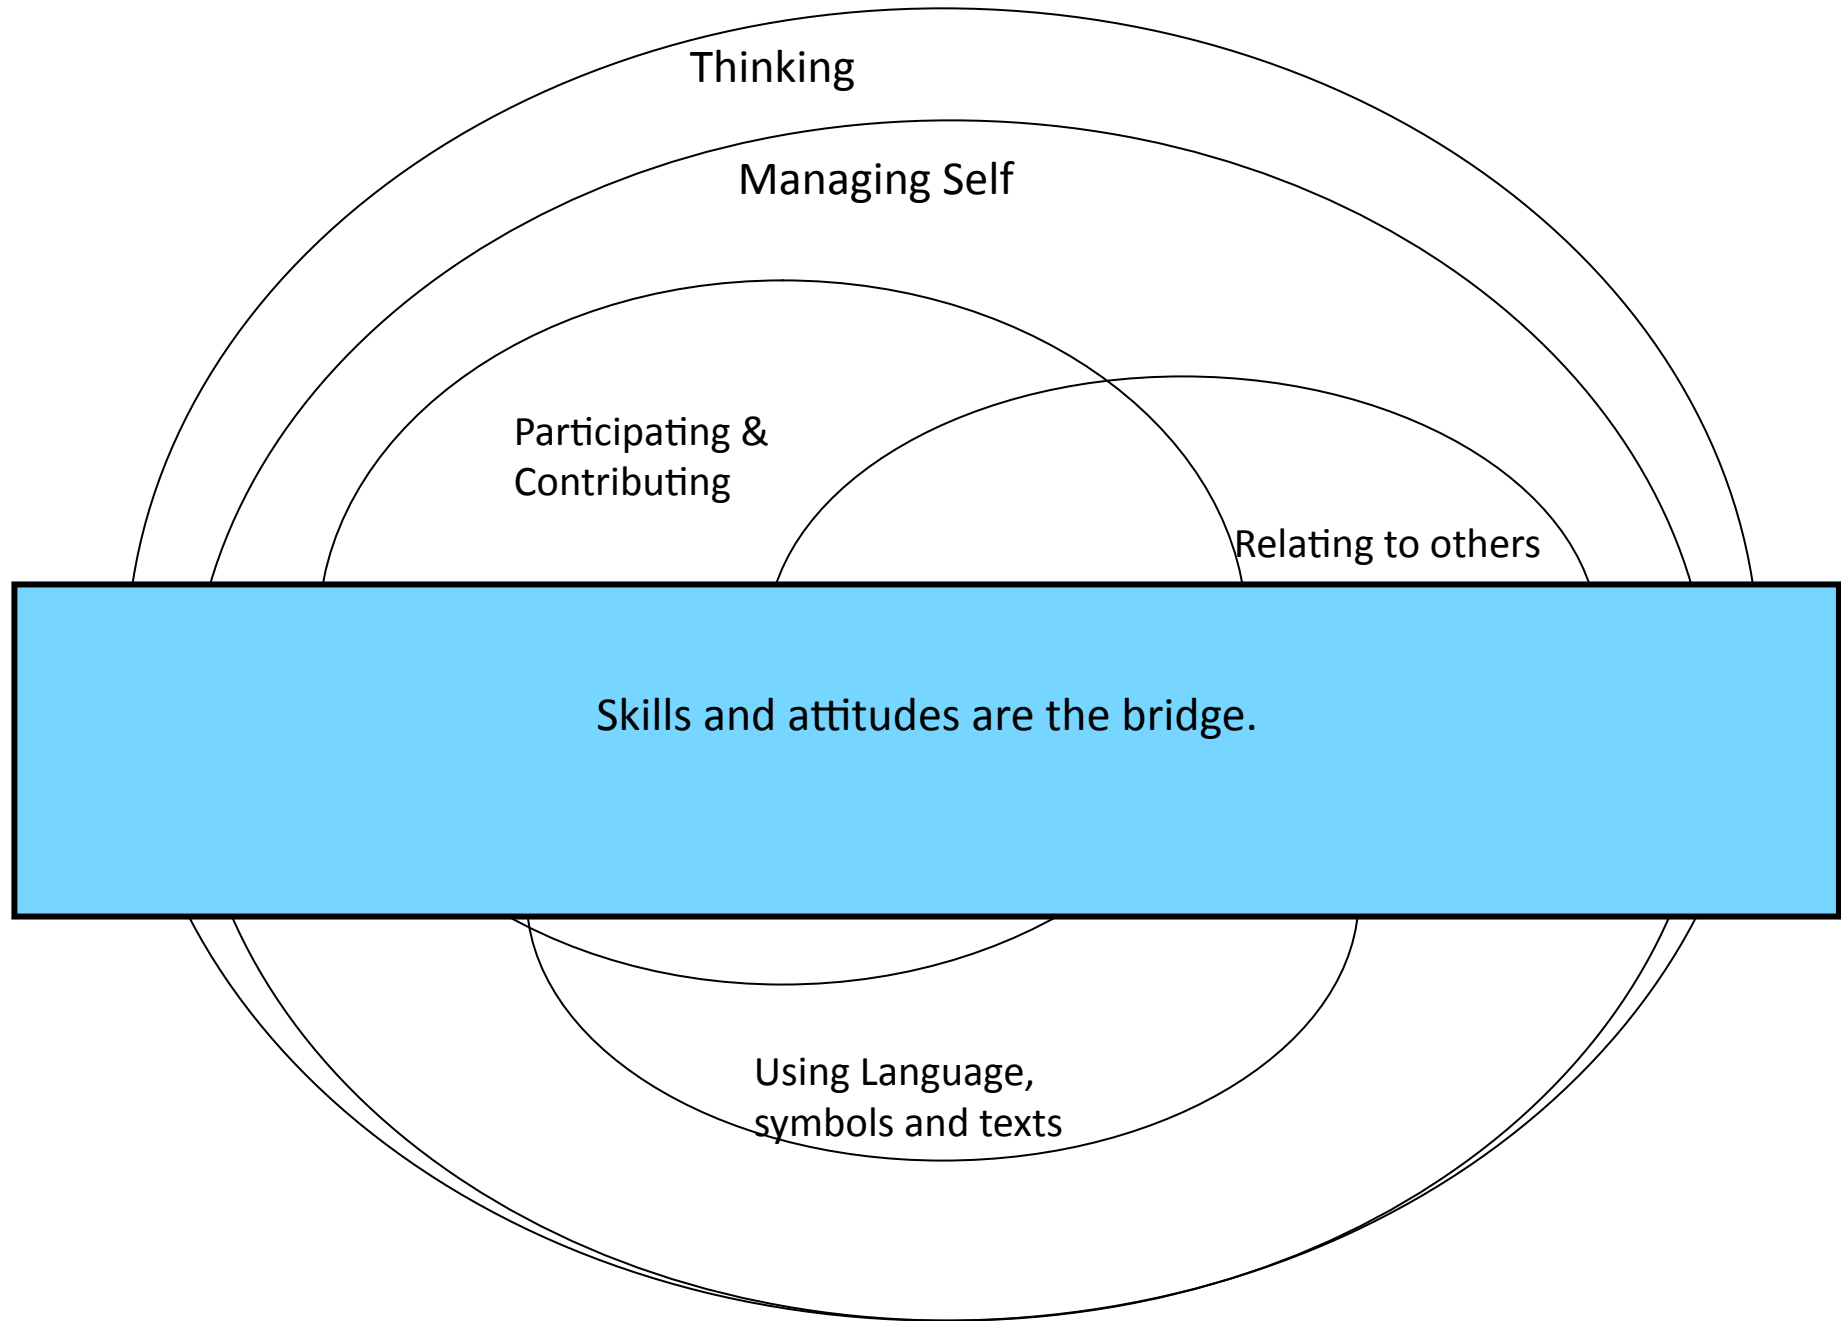 Thinking
Managing Self
Participating &
Contributing
Relating to others
Skills and attitudes are the bridge.
Using Language,
symbols and texts